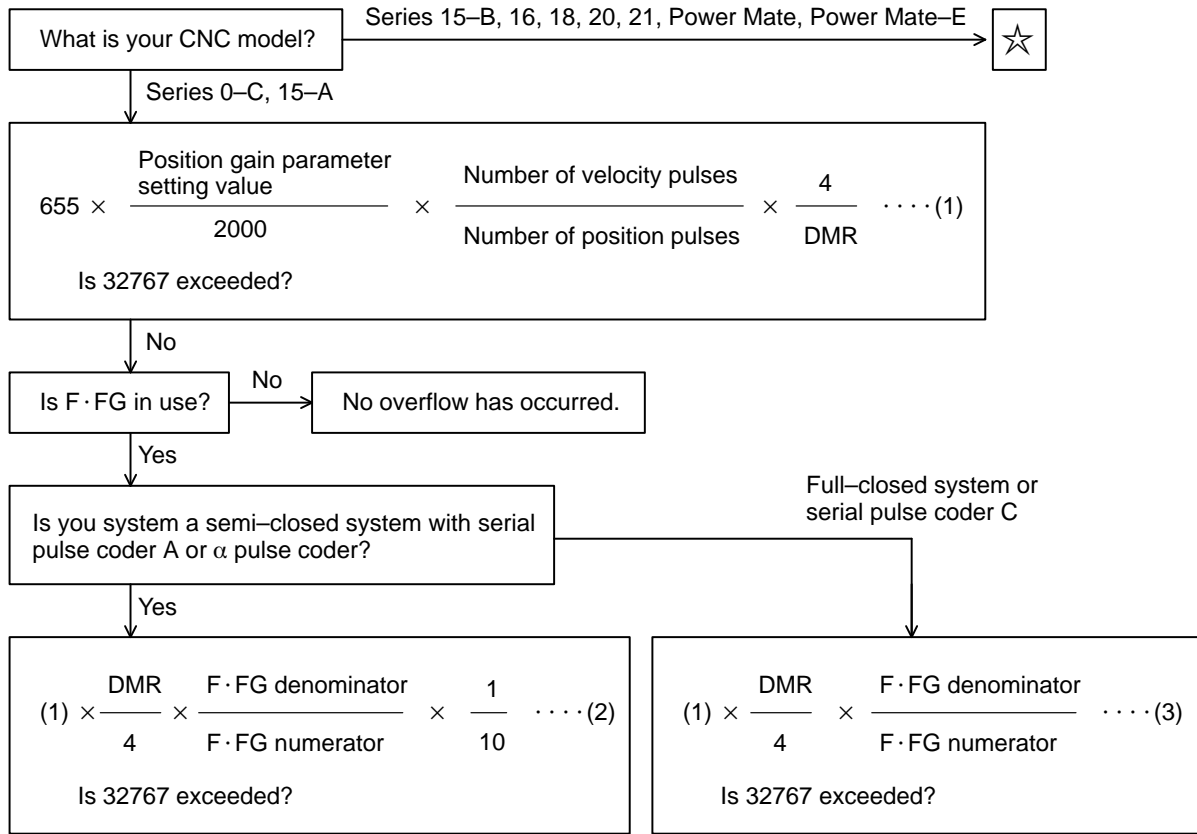 What is your CNC model?
Series 15–B, 16, 18, 20, 21, Power Mate, Power Mate–E
☆
Series 0–C, 15–A
Position gain parameter
setting value
655 ×
2000
×
Number of velocity pulses
Number of position pulses
×
4
DMR
····(1)
Is 32767 exceeded?
No
Is F·FG in use?
No
No overflow has occurred.
Yes
Is you system a semi–closed system with serial
pulse coder A or α pulse coder?
Full–closed system or
serial pulse coder C
Yes
(1) ×
DMR
4
×
F·FG denominator
F·FG numerator
×
1
10
····(2)
Is 32767 exceeded?
(1) ×
DMR
4
×
F·FG denominator
F·FG numerator
····(3)
Is 32767 exceeded?